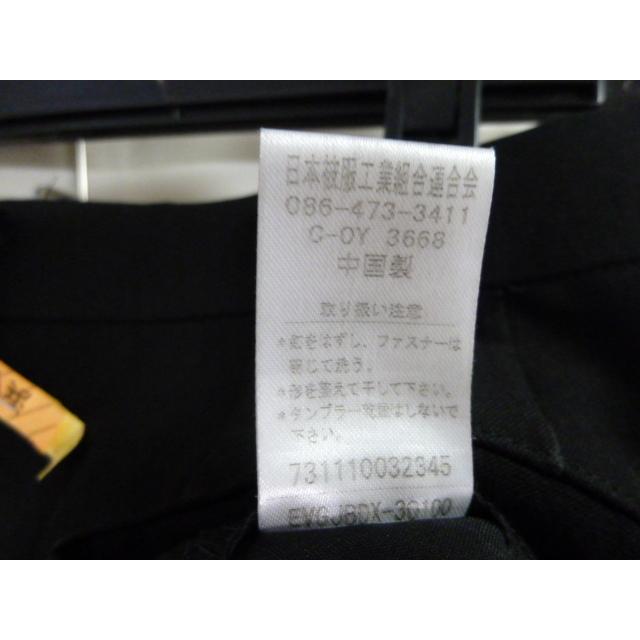 日本被服工業組合連合会
086-473-3411
C-OY 3668
中国製
取り扱い注意
*釦をはずし、ファスナーは
閉じて洗う。
*形を整えて干して下さい。
*タンブラー乾燥はしないで
下さい。
731110032345